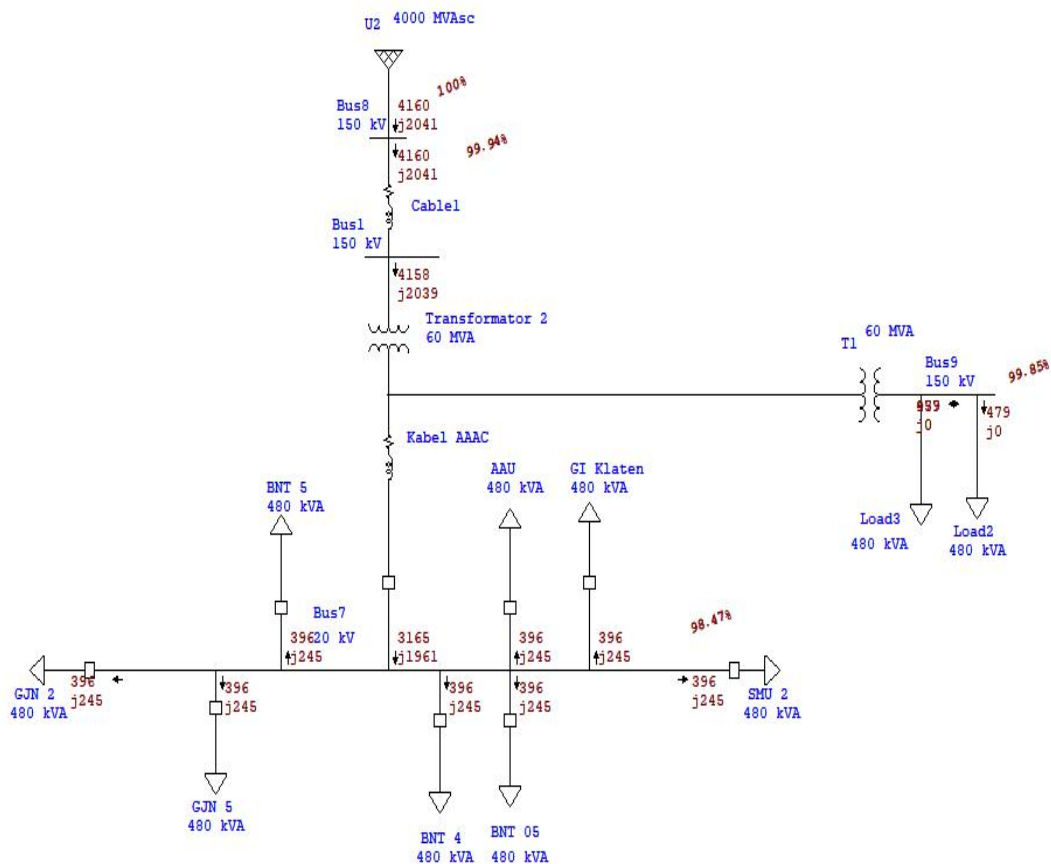 U2 4000 MVAsc
100%
Bus8
150 kV
4160
j2041
4160
j2041
99.94%
Cable1
Bus1
150 kV
4158
j2039
Transformator 2
60 MVA
T1
60 MVA
Bus9
150 kV
99.85%
j0
479
j0
Kabel AAAC
Load3
480 kVA
Load2
480 kVA
BNT 5
480 kVA
AAU
480 kVA
GI Klaten
480 kVA
Bus7
20 kV
396
j245
3165
j1961
396
j245
396
j245
98.47%
GJN 2
480 kVA
396
j245
396
j245
396
j245
396
j245
396
j245
SMU 2
480 kVA
GJN 5
480 kVA
BNT 4
480 kVA
BNT 05
480 kVA